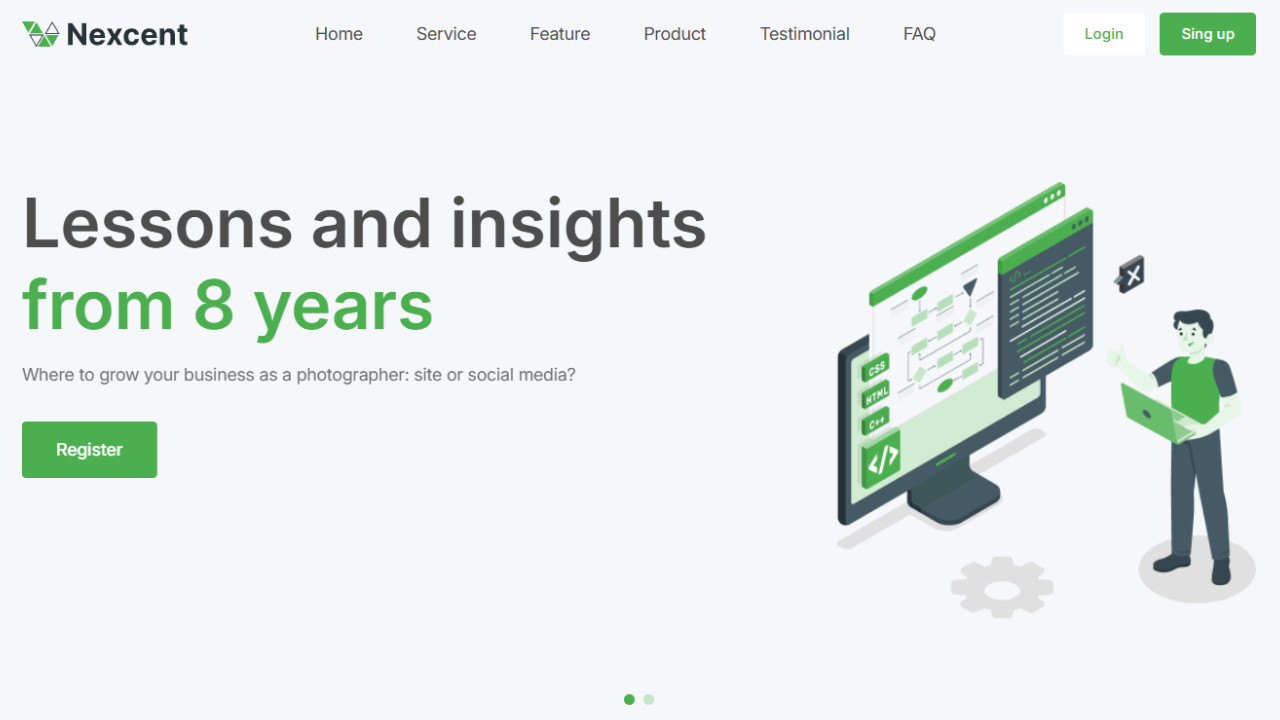 Nexcent
Home Service Feature Product Testimonial FAQ
Login
Sing up
Lessons and insights
from 8 years
Where to grow your business as a photographer: site or social media?
Register
CSS
HTML
C++
</>
</>...